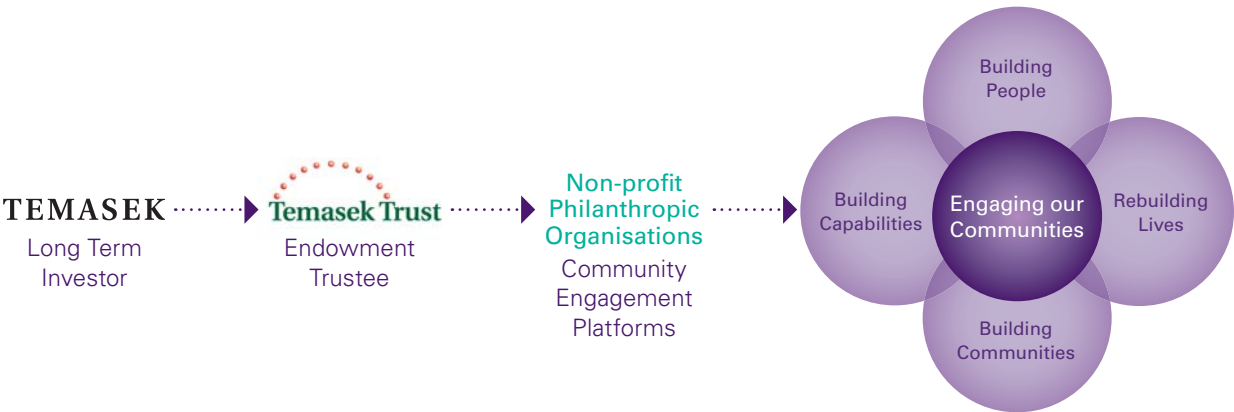 TEMASEK
Long Term
Investor
Temasek Trust
Endowment
Trustee
Non-profit
Philanthropic
Organisations
Community
Engagement
Platforms
Building
People
Building
Capabilities
Engaging our
Communities
Rebuilding
Lives
Building
Communities